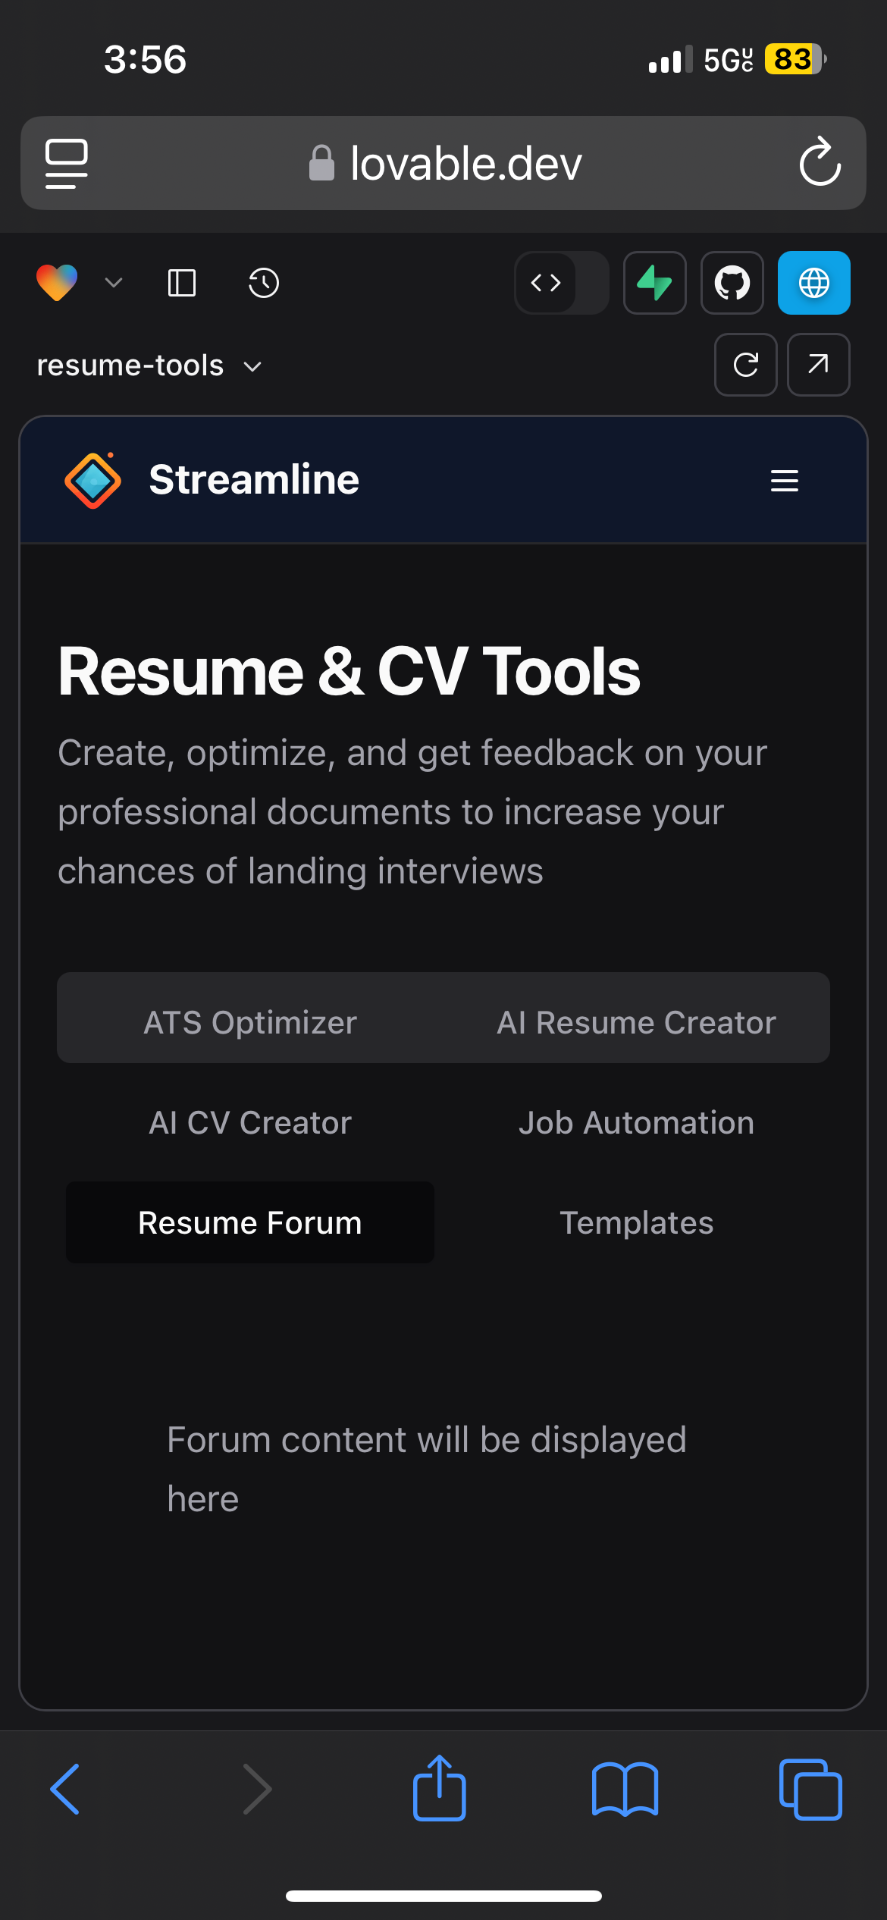 3:56
5G UC 83
lovable.dev
resume-tools
Streamline
Resume & CV Tools
Create, optimize, and get feedback on your
professional documents to increase your
chances of landing interviews
ATS Optimizer AI Resume Creator
AI CV Creator Job Automation
Resume Forum Templates
Forum content will be displayed
here